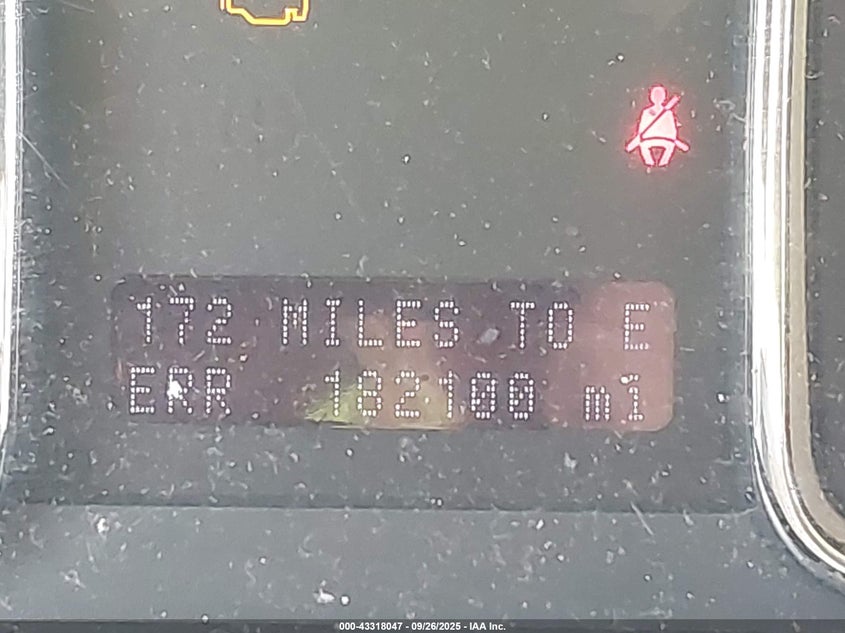 172 MILES TO E
ERR 182100 mi
000-43318047 - 09/26/2025 - IAA Inc.